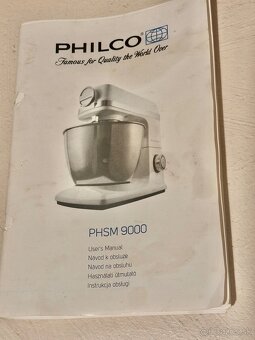 PHILCO
Famous for Quality the World Over
PHSM 9000
User's Manual
Návod k obsluze
Návod na obsluhu
Használati útmutató
Instrukcja obsługi